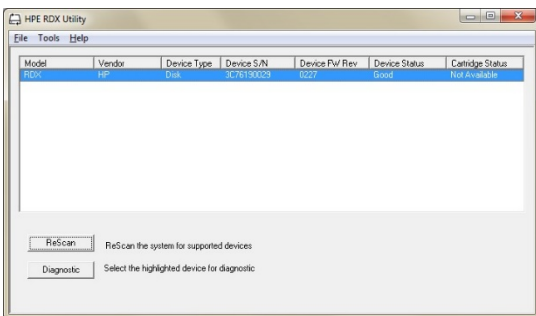 HPE RDX Utility
File Tools Help
Model Vendor Device Type Device S/N Device FW Rev Device Status Cartridge Status
RDX HP Disk 3C76190029 0227 Good Not Available
ReScan ReScan the system for supported devices
Diagnostic Select the highlighted device for diagnostic